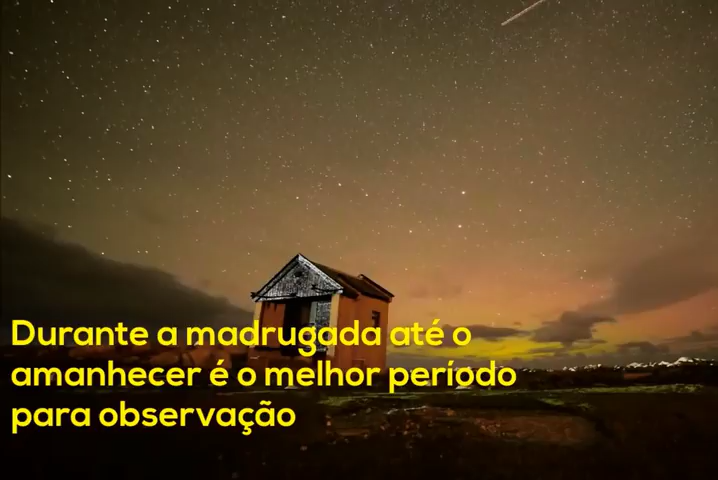 Durante a madrugada até o
amanhecer é o melhor período
para observação